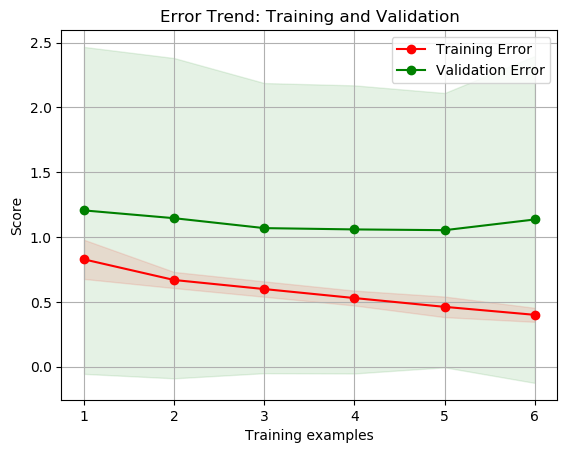 Error Trend: Training and Validation
Training Error
Validation Error
Score
2.5
2.0
1.5
1.0
0.5
0.0
1 2 3 4 5 6
Training examples